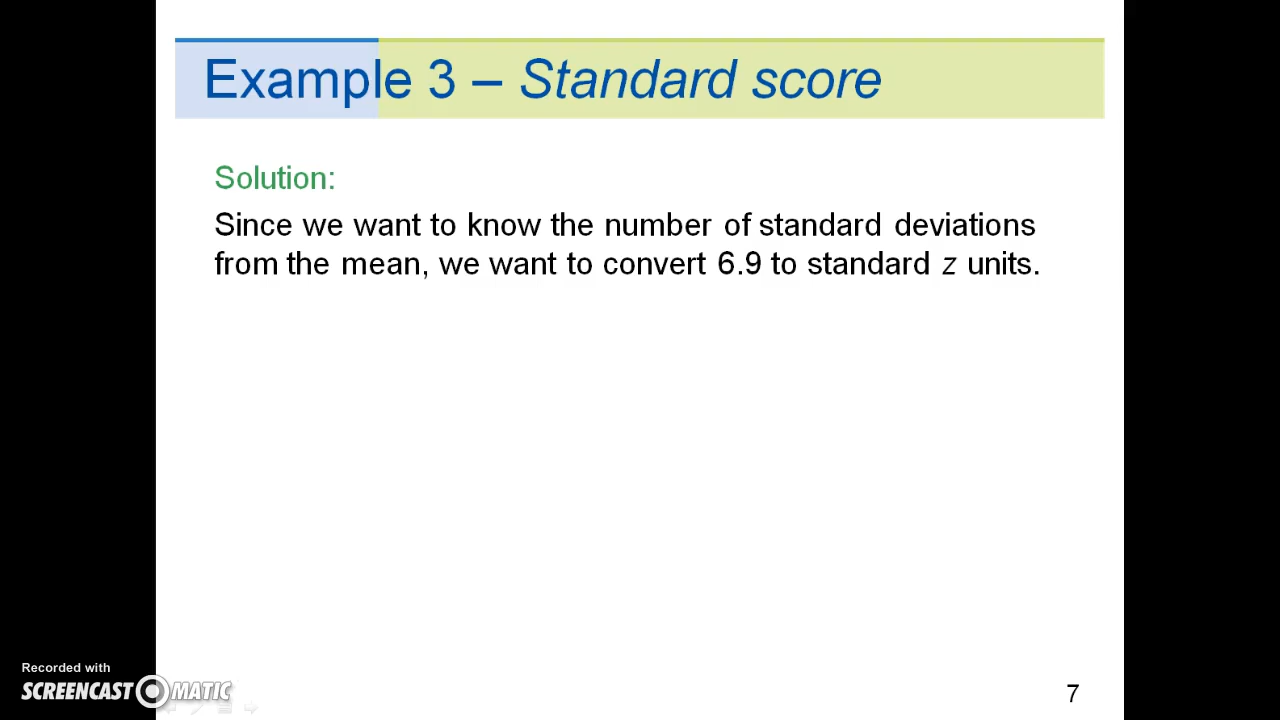 Example 3 – Standard score
Solution:
Since we want to know the number of standard deviations
from the mean, we want to convert 6.9 to standard z units.
Recorded with
SCREENCAST MATIC
7